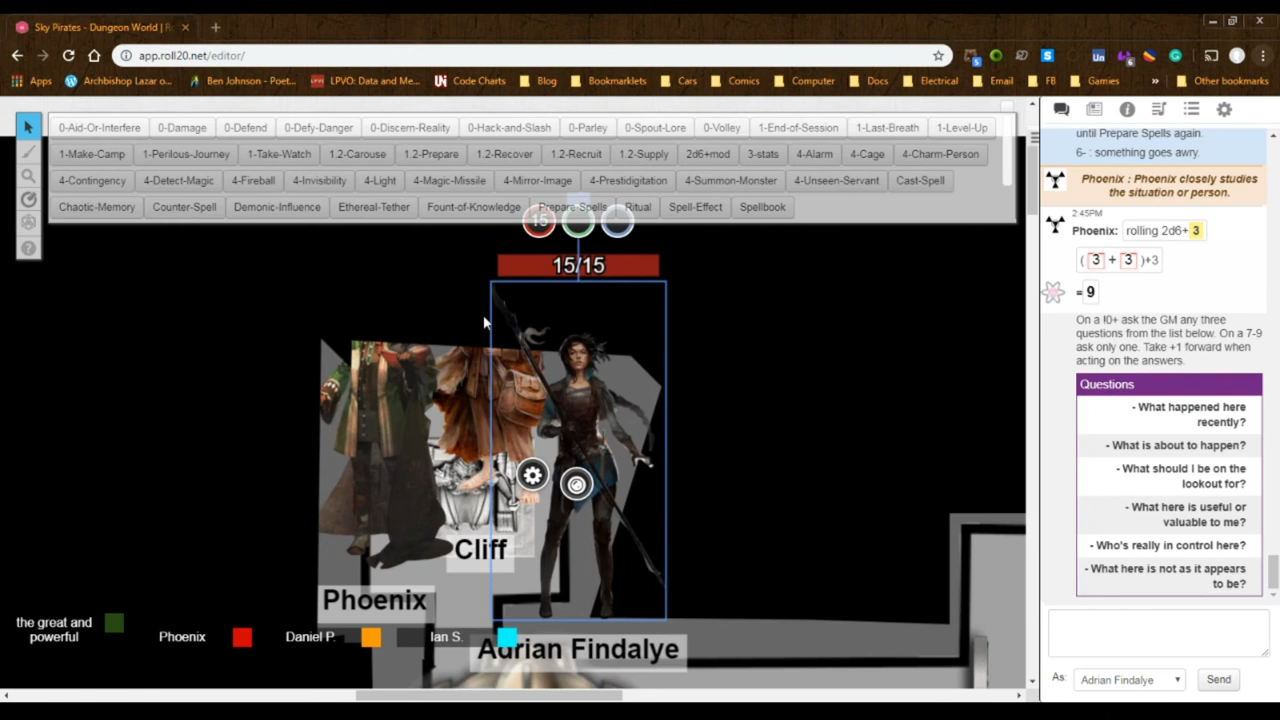 Sky Pirates - Dungeon World | R
app.roll20.net/editor/
Apps
Archbishop Lazar o...
Ben Johnson - Poet...
LPVO: Data and Me...
Code Charts
Blog
Bookmarklets
Cars
Comics
Computer
Docs
Electrical
Email
FB
Games
»
Other bookmarks
0-Aid-Or-Interfere 0-Damage 0-Defend 0-Defy-Danger 0-Discern-Reality 0-Hack-and-Slash 0-Parley 0-Spout-Lore 0-Volley 1-End-of-Session 1-Last-Breath 1-Level-Up
1-Make-Camp 1-Perilous-Journey 1-Take-Watch 1.2-Carouse 1.2-Prepare 1.2-Recover 1.2-Recruit 1.2-Supply 2d6+mod 3-stats 4-Alarm 4-Cage 4-Charm-Person
4-Contingency 4-Detect-Magic 4-Fireball 4-Invisibility 4-Light 4-Magic-Missile 4-Mirror-Image 4-Prestidigitation 4-Summon-Monster 4-Unseen-Servant Cast-Spell
Chaotic-Memory Counter-Spell Demonic-Influence Ethereal-Tether Fount-of-Knowledge Prepare-Spells Ritual Spell-Effect Spellbook
15
15/15
Cliff
Phoenix
Adrian Findalye
the great and
powerful
Phoenix
Daniel P.
Ian S.
until Prepare Spells again.
6- : something goes awry.
Phoenix : Phoenix closely studies
the situation or person.
2:45PM
Phoenix: rolling 2d6+ 3
( 3 + 3 )+3
= 9
On a !0+ ask the GM any three
questions from the list below. On a 7-9
ask only one. Take +1 forward when
acting on the answers.
Questions
- What happened here
recently?
- What is about to happen?
- What should I be on the
lookout for?
- What here is useful or
valuable to me?
- Who's really in control here?
- What here is not as it appears
to be?
As: Adrian Findalye Send